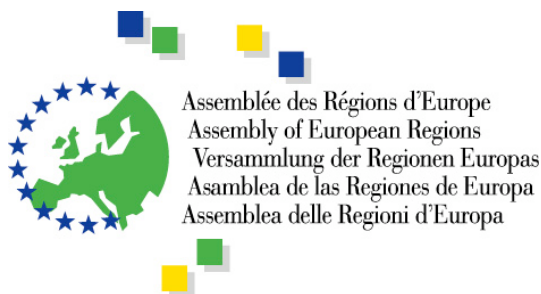 Assemblée des Régions d'Europe
Assembly of European Regions
Versammlung der Regionen Europas
Asamblea de las Regiones de Europa
Assemblea delle Regioni d'Europa